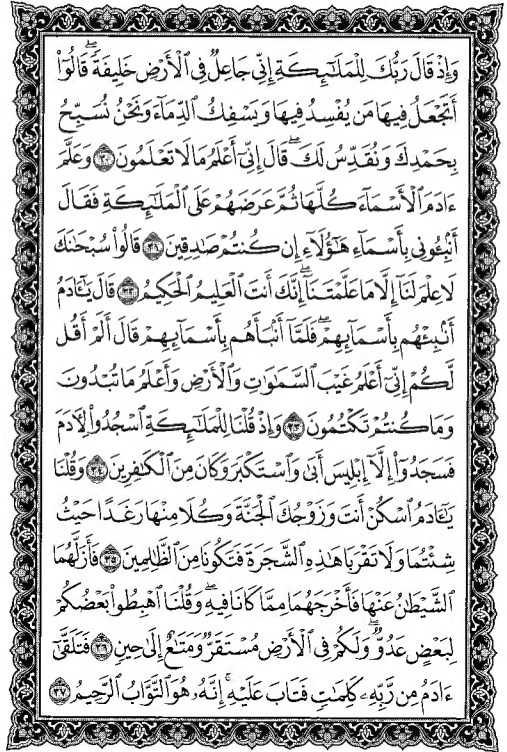 وَإِذْ قَالَ رَبُّكَ لِلْمَلَـٰٓئِكَةِ إِنِّى جَاعِلٌ فِى ٱلْأَرْضِ خَلِيفَةً ۖ قَالُوٓا۟
أَتَجْعَلُ فِيهَا مَن يُفْسِدُ فِيهَا وَيَسْفِكُ ٱلدِّمَآءَ وَنَحْنُ نُسَبِّحُ
بِحَمْدِكَ وَنُقَدِّسُ لَكَ ۖ قَالَ إِنِّىٓ أَعْلَمُ مَا لَا تَعْلَمُونَ ﴿٣٠﴾ وَعَلَّمَ
ءَادَمَ ٱلْأَسْمَآءَ كُلَّهَا ثُمَّ عَرَضَهُمْ عَلَى ٱلْمَلَـٰٓئِكَةِ فَقَالَ
أَنۢبِـُٔونِى بِأَسْمَآءِ هَـٰٓؤُلَآءِ إِن كُنتُمْ صَـٰدِقِينَ ﴿٣١﴾ قَالُوا۟ سُبْحَـٰنَكَ
لَا عِلْمَ لَنَآ إِلَّا مَا عَلَّمْتَنَآ ۖ إِنَّكَ أَنتَ ٱلْعَلِيمُ ٱلْحَكِيمُ ﴿٣٢﴾ قَالَ يَـٰٓـَٔادَمُ
أَنۢبِئْهُم بِأَسْمَآئِهِمْ ۖ فَلَمَّآ أَنۢبَأَهُم بِأَسْمَآئِهِمْ قَالَ أَلَمْ أَقُل
لَّكُمْ إِنِّىٓ أَعْلَمُ غَيْبَ ٱلسَّمَـٰوَٰتِ وَٱلْأَرْضِ وَأَعْلَمُ مَا تُبْدُونَ
وَمَا كُنتُمْ تَكْتُمُونَ ﴿٣٣﴾ وَإِذْ قُلْنَا لِلْمَلَـٰٓئِكَةِ ٱسْجُدُوا۟ لِـَٔادَمَ
فَسَجَدُوٓا۟ إِلَّآ إِبْلِيسَ أَبَىٰ وَٱسْتَكْبَرَ وَكَانَ مِنَ ٱلْكَـٰفِرِينَ ﴿٣٤﴾ وَقُلْنَا
يَـٰٓـَٔادَمُ ٱسْكُنْ أَنتَ وَزَوْجُكَ ٱلْجَنَّةَ وَكُلَا مِنْهَا رَغَدًا حَيْثُ
شِئْتُمَا وَلَا تَقْرَبَا هَـٰذِهِ ٱلشَّجَرَةَ فَتَكُونَا مِنَ ٱلظَّـٰلِمِينَ ﴿٣٥﴾ فَأَزَلَّهُمَا
ٱلشَّيْطَـٰنُ عَنْهَا فَأَخْرَجَهُمَا مِمَّا كَانَا فِيهِ ۖ وَقُلْنَا ٱهْبِطُوا۟ بَعْضُكُمْ
لِبَعْضٍ عَدُوٌّ ۖ وَلَكُمْ فِى ٱلْأَرْضِ مُسْتَقَرٌّ وَمَتَـٰعٌ إِلَىٰ حِينٍ ﴿٣٦﴾ فَتَلَقَّىٰٓ
ءَادَمُ مِن رَّبِّهِۦ كَلِمَـٰتٍ فَتَابَ عَلَيْهِ ۚ إِنَّهُۥ هُوَ ٱلتَّوَّابُ ٱلرَّحِيمُ ﴿٣٧﴾